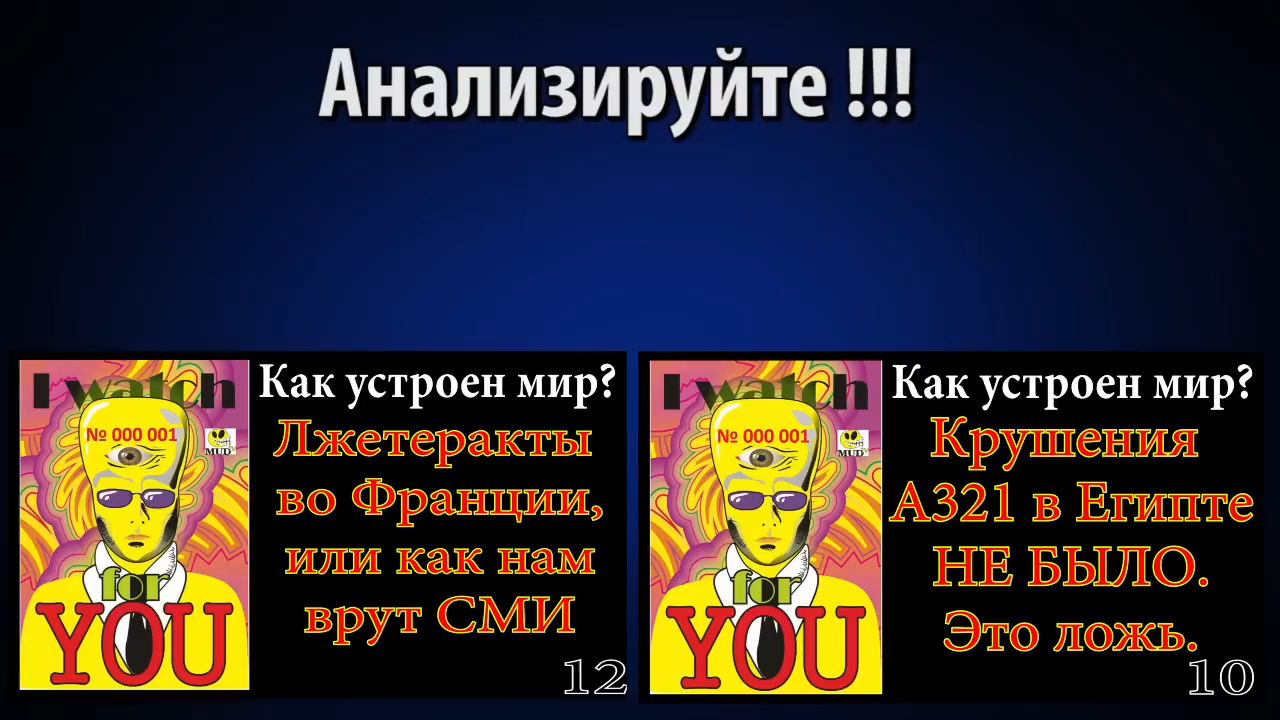 Анализируйте !!!
I watch
№ 000 001
MUD
for
YOU
Как устроен мир?
Лжетеракты
во Франции,
или как нам
врут СМИ
12
I watch
№ 000 001
MUD
for
YOU
Как устроен мир?
Крушения
А321 в Египте
НЕ БЫЛО.
Это ложь.
10